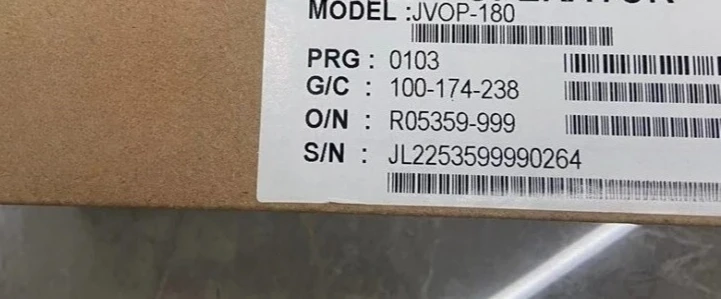 MODEL :JVOP-180
PRG : 0103
G/C : 100-174-238
O/N : R05359-999
S/N : JL2253599990264